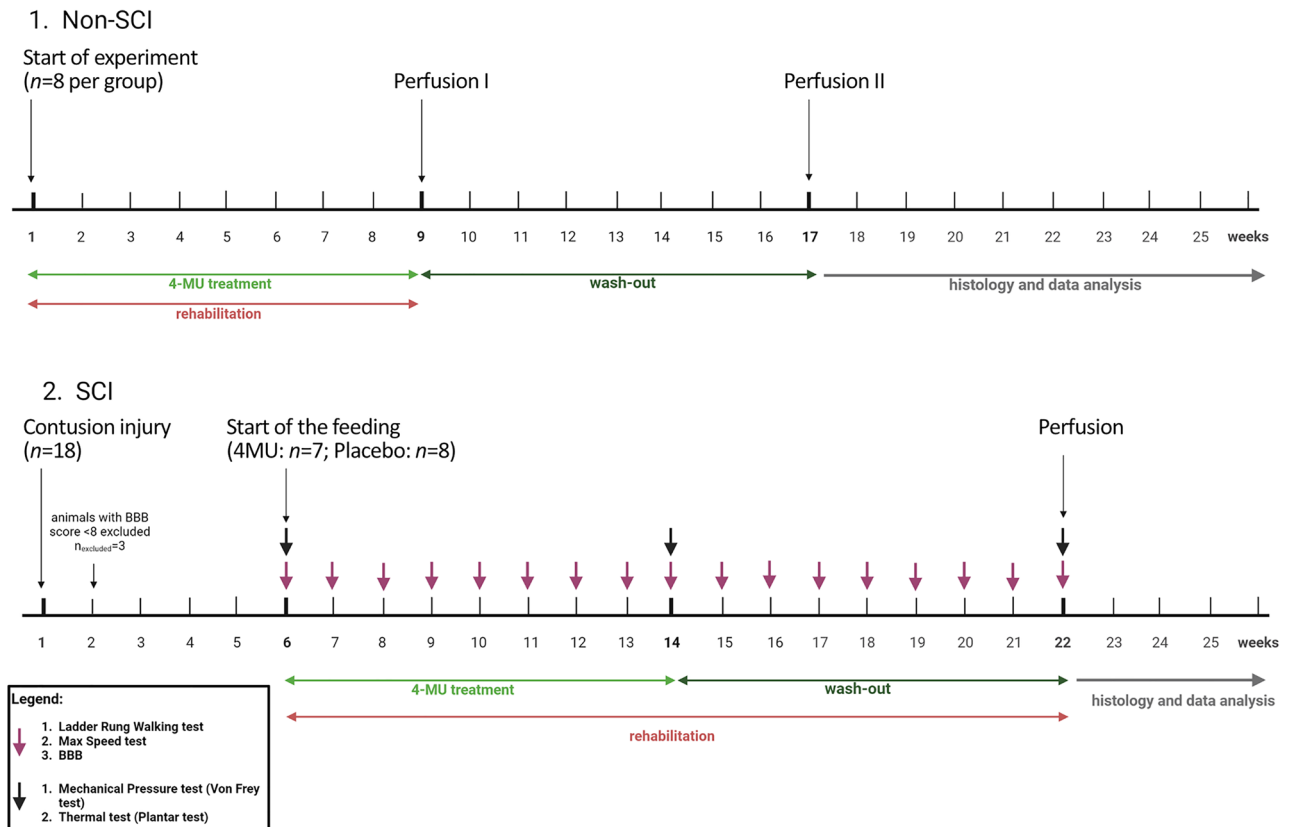 1. Non-SCI
Start of experiment
(n=8 per group)
Perfusion I
Perfusion II
1 2 3 4 5 6 7 8 9 10 11 12 13 14 15 16 17 18 19 20 21 22 23 24 25 weeks
4-MU treatment
wash-out
histology and data analysis
rehabilitation
2. SCI
Contusion injury
(n=18)
Start of the feeding
(4MU: n=7; Placebo: n=8)
Perfusion
animals with BBB
score <8 excluded
nexcluded=3
1 2 3 4 5 6 7 8 9 10 11 12 13 14 15 16 17 18 19 20 21 22 23 24 25 weeks
4-MU treatment
wash-out
histology and data analysis
rehabilitation
Legend:
1. Ladder Rung Walking test
2. Max Speed test
3. BBB
1. Mechanical Pressure test (Von Frey
test)
2. Thermal test (Plantar test)